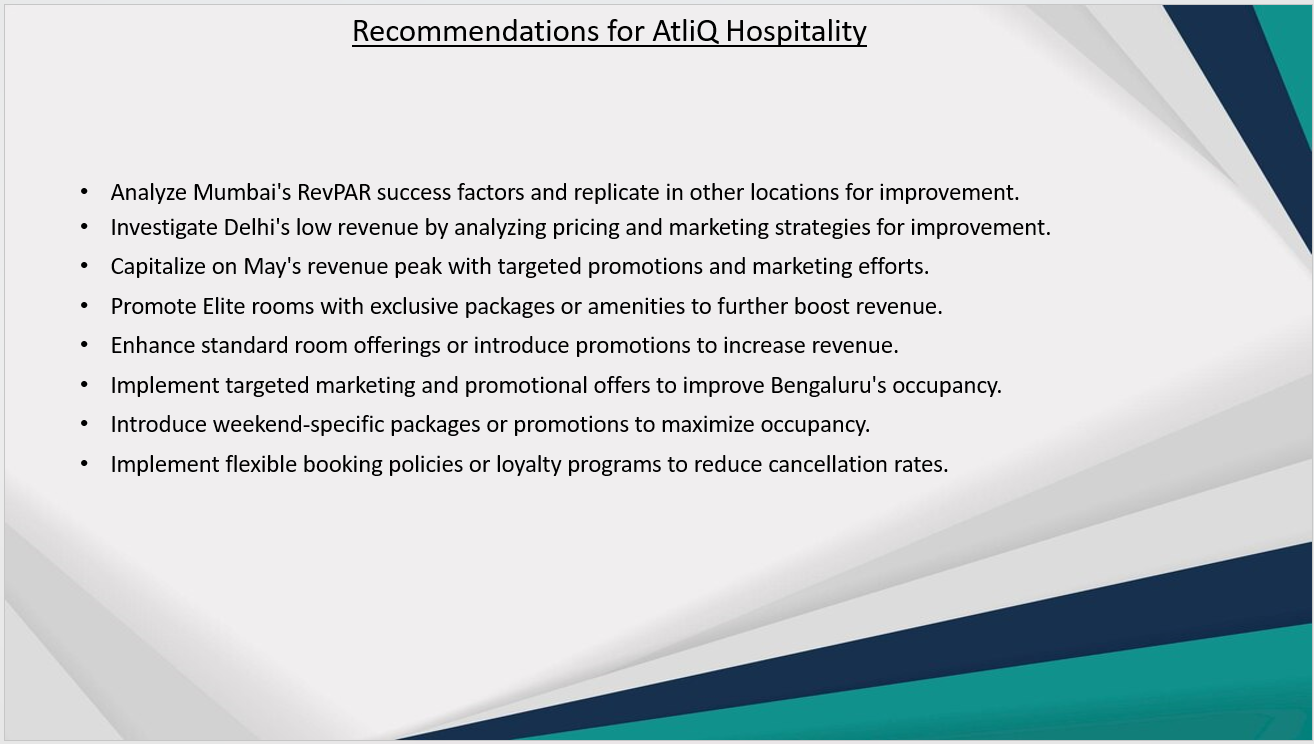 Recommendations for AtliQ Hospitality
• Analyze Mumbai's RevPAR success factors and replicate in other locations for improvement.
• Investigate Delhi's low revenue by analyzing pricing and marketing strategies for improvement.
• Capitalize on May's revenue peak with targeted promotions and marketing efforts.
• Promote Elite rooms with exclusive packages or amenities to further boost revenue.
• Enhance standard room offerings or introduce promotions to increase revenue.
• Implement targeted marketing and promotional offers to improve Bengaluru's occupancy.
• Introduce weekend-specific packages or promotions to maximize occupancy.
• Implement flexible booking policies or loyalty programs to reduce cancellation rates.